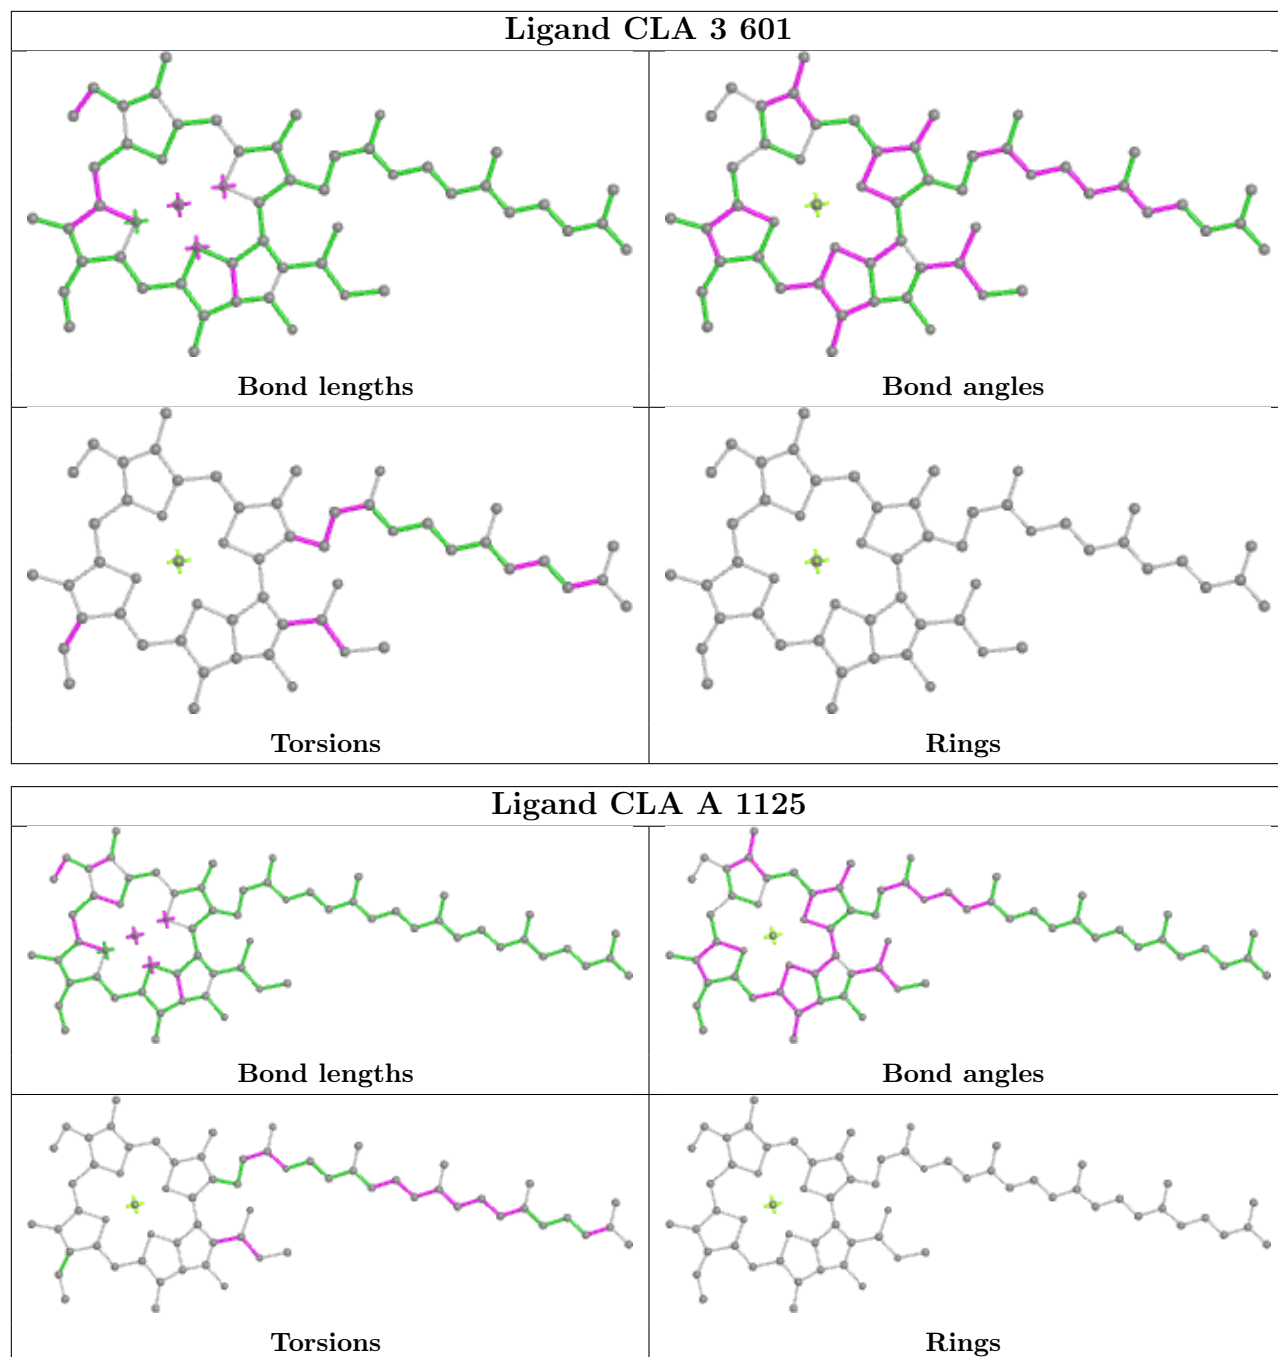 Ligand CLA 3 601
Bond lengths
Bond angles
Torsions
Rings
Ligand CLA A 1125
Bond lengths
Bond angles
Torsions
Rings